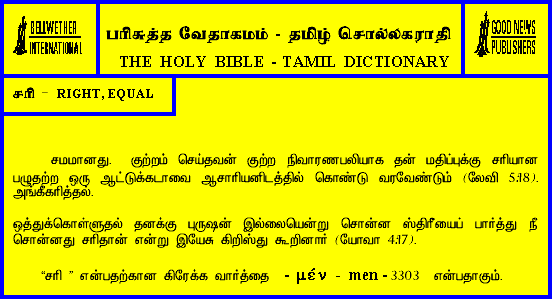 BELLWETHER
INTERNATIONAL
பரிசுத்த வேதாகமம் - தமிழ் சொல்லகராதி
THE HOLY BIBLE - TAMIL DICTIONARY
GOOD NEWS
PUBLISHERS
சரி - RIGHT, EQUAL
சமமானது. குற்றம் செய்தவன் குற்ற நிவாரணபலியாக தன் மதிப்புக்கு சரியான
பழுதற்ற ஒரு ஆட்டுக்கடாவை ஆசாரியனிடத்தில் கொண்டு வரவேண்டும் (லேவி 5:18).
அங்கீகரித்தல்.
ஒத்துக்கொள்ளுதல் தனக்கு புருஷன் இல்லையென்று சொன்ன ஸ்திரீயைப் பார்த்து நீ
சொன்னது சரிதான் என்று இயேசு கிறிஸ்து கூறினார் (யோவா 4:17).
“சரி ” என்பதற்கான கிரேக்க வார்த்தை - μέν - men - 3303 என்பதாகும்.